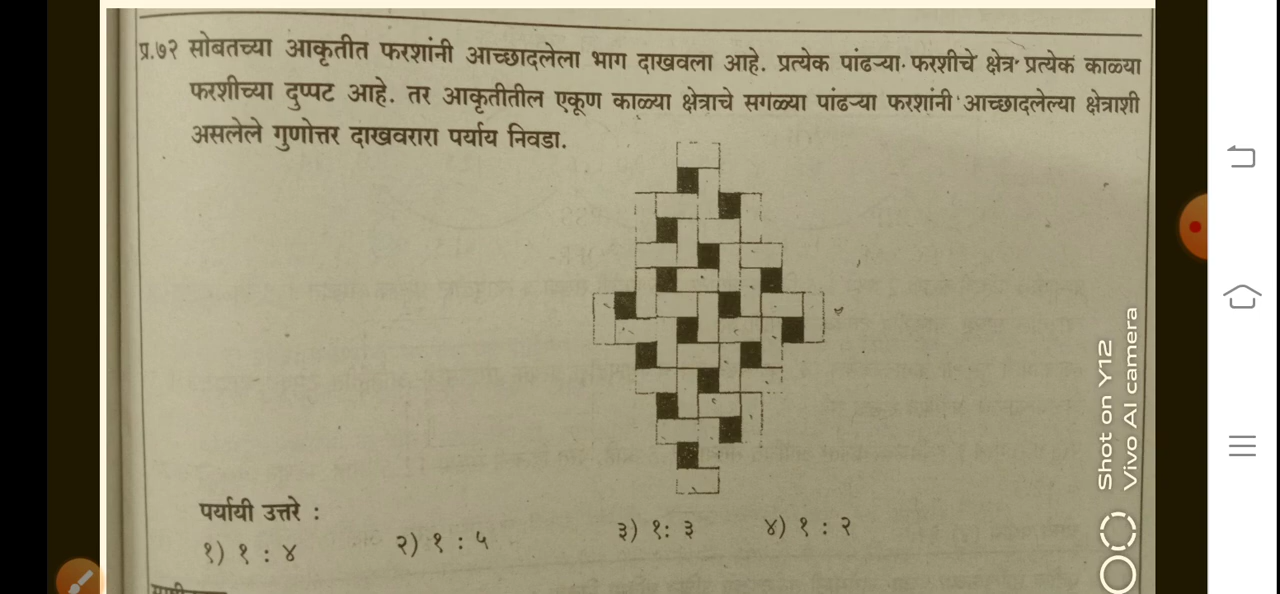 प्र.७२ सोबतच्या आकृतीत फरशांनी आच्छादलेला भाग दाखवला आहे. प्रत्येक पांढऱ्या फरशीचे क्षेत्र प्रत्येक काळ्या
फरशीच्या दुप्पट आहे. तर आकृतीतील एकूण काळ्या क्षेत्राचे सगळ्या पांढऱ्या फरशांनी आच्छादलेल्या क्षेत्राशी
असलेले गुणोत्तर दाखवरारा पर्याय निवडा.
पर्यायी उत्तरे :
१) १ : ४ २) १ : ५ ३) १: ३ ४) १ : २
Shot on Y12
Vivo AI camera